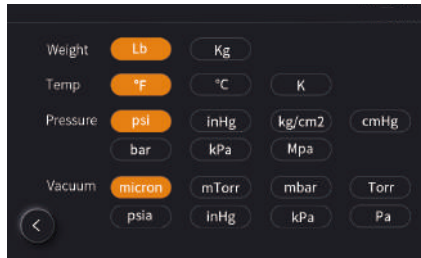 Weight Lb Kg
Temp °F °C K
Pressure psi inHg kg/cm2 cmHg
bar kPa Mpa
Vacuum micron mTorr mbar Torr
psia inHg kPa Pa